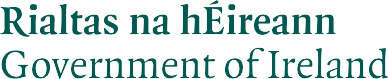 Rialtas na hÉireann
Government of Ireland